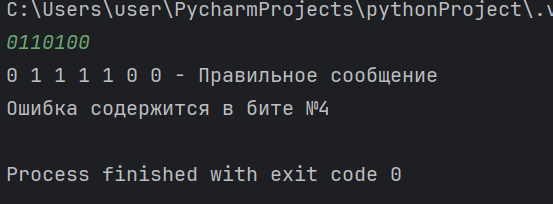 C:\Users\user\PycharmProjects\pythonProject\.v
0110100
0 1 1 1 1 0 0 - Правильное сообщение
Ошибка содержится в бите №4
Process finished with exit code 0